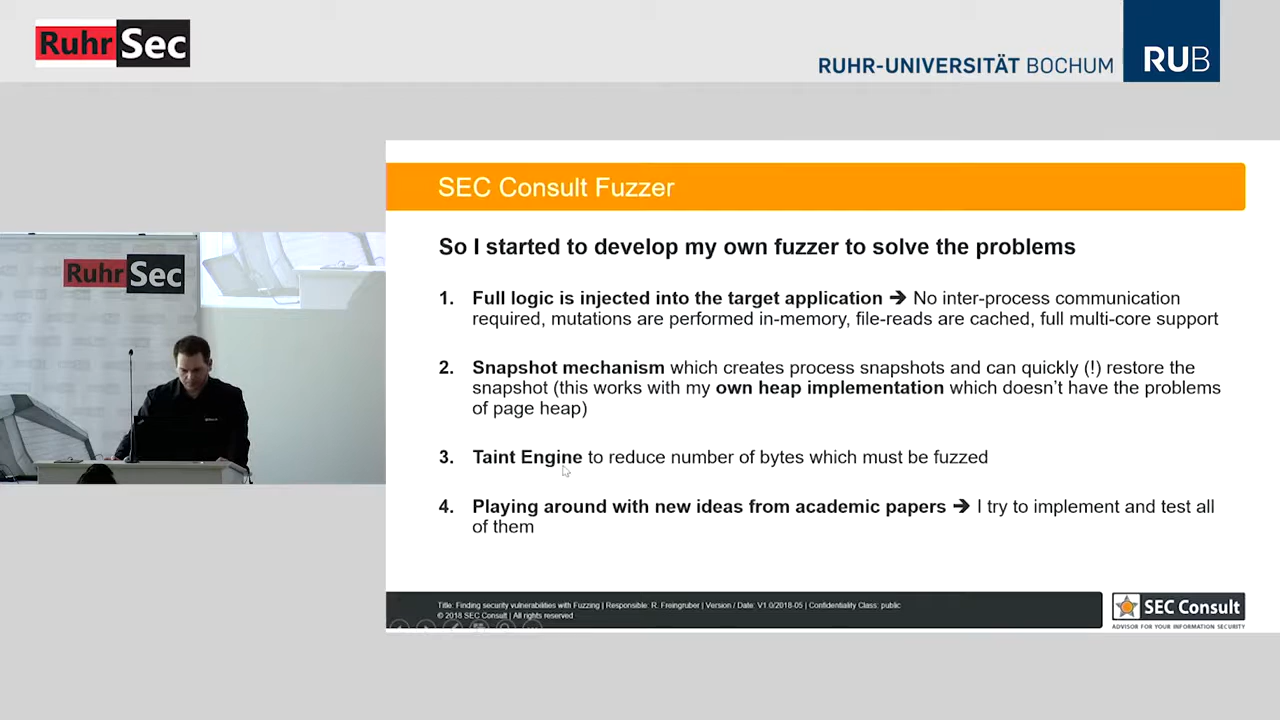 RuhrSec
RUHR-UNIVERSITÄT BOCHUM
RUB
SEC Consult Fuzzer
So I started to develop my own fuzzer to solve the problems
1. Full logic is injected into the target application ➔ No inter-process communication
required, mutations are performed in-memory, file-reads are cached, full multi-core support
2. Snapshot mechanism which creates process snapshots and can quickly (!) restore the
snapshot (this works with my own heap implementation which doesn't have the problems
of page heap)
3. Taint Engine to reduce number of bytes which must be fuzzed
4. Playing around with new ideas from academic papers ➔ I try to implement and test all
of them
RuhrSec
Title: Finding security vulnerabilities with Fuzzing | Responsible: R. Freingruber | Version / Date: V1.0/2018-05 | Confidentiality Class: public
© 2018 SEC Consult | All rights reserved
SEC Consult
ADVISOR FOR YOUR INFORMATION SECURITY